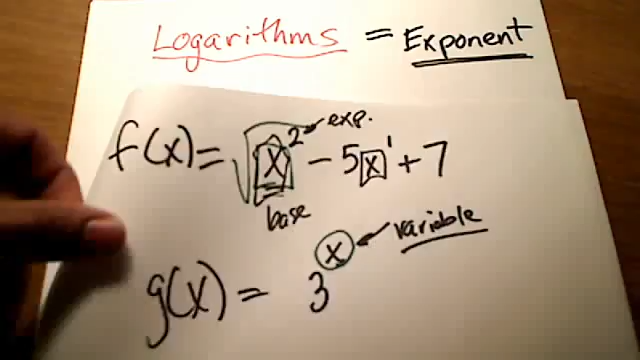 Logarithms = Exponent
f(x) = √x² - 5x¹ + 7
exp.
base
g(x) = 3ˣ
variable